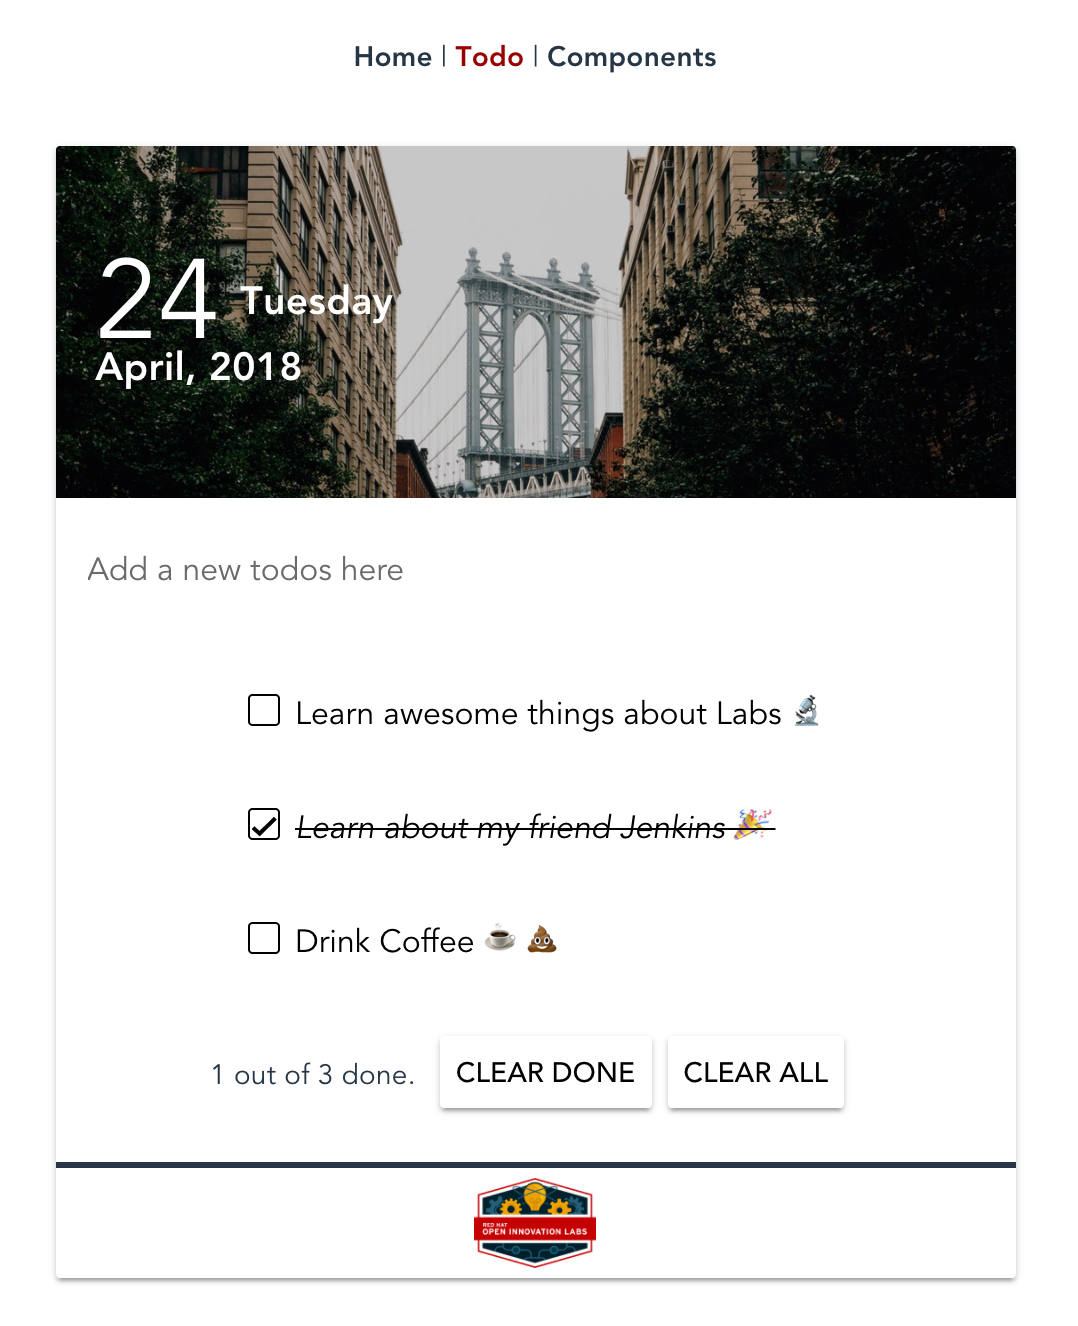 Home | Todo | Components
24 Tuesday
April, 2018
Add a new todos here
Learn awesome things about Labs 🔬
Learn about my friend Jenkins 🎉
Drink Coffee ☕ 💩
1 out of 3 done.
CLEAR DONE
CLEAR ALL
RED HAT
OPEN INNOVATION LABS